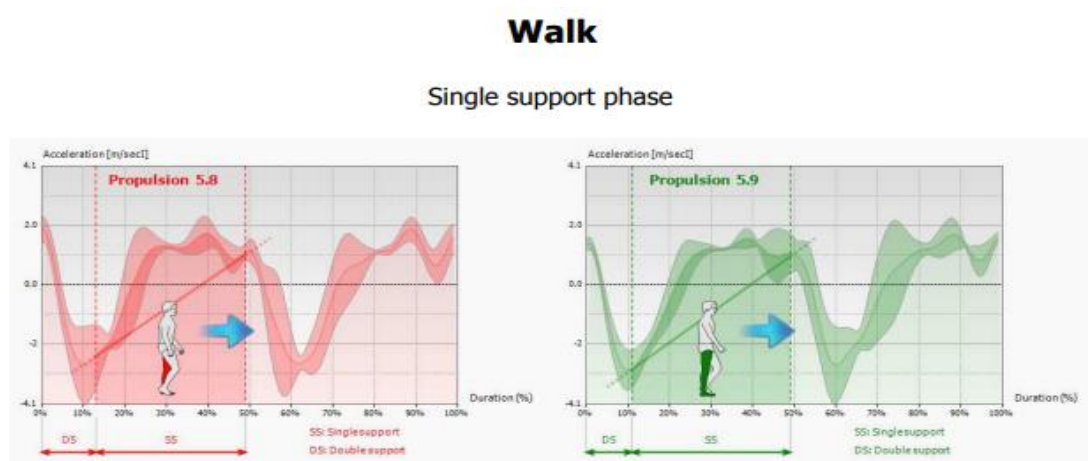 Walk
Single support phase
Acceleration [m/secI]
4.1
Propulsion 5.8
2.0
0.0
-2
-4.1
0% 10% 20% 30% 40% 50% 60% 70% 80% 90% 100%
Duration (%)
DS SS
SS: Singlesupport
DS: Double support
Acceleration [m/secI]
4.1
Propulsion 5.9
2.0
0.0
-2
-4.1
0% 10% 20% 30% 40% 50% 60% 70% 80% 90% 100%
Duration (%)
DS SS
SS: Singlesupport
DS: Double support